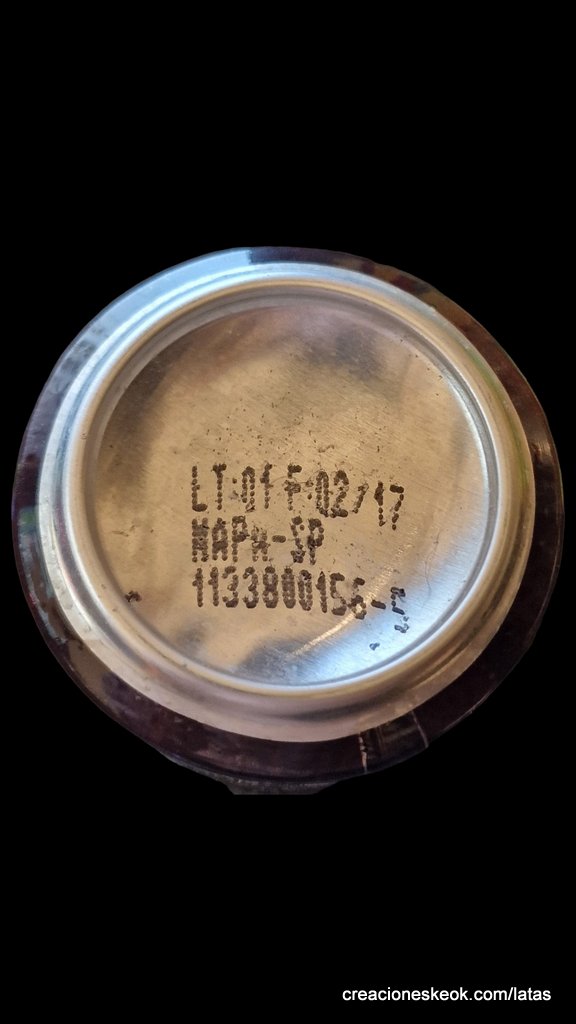 LT:01 F:02/17
MAPA-SP
1133800156-
creacioneskeok.com/latas